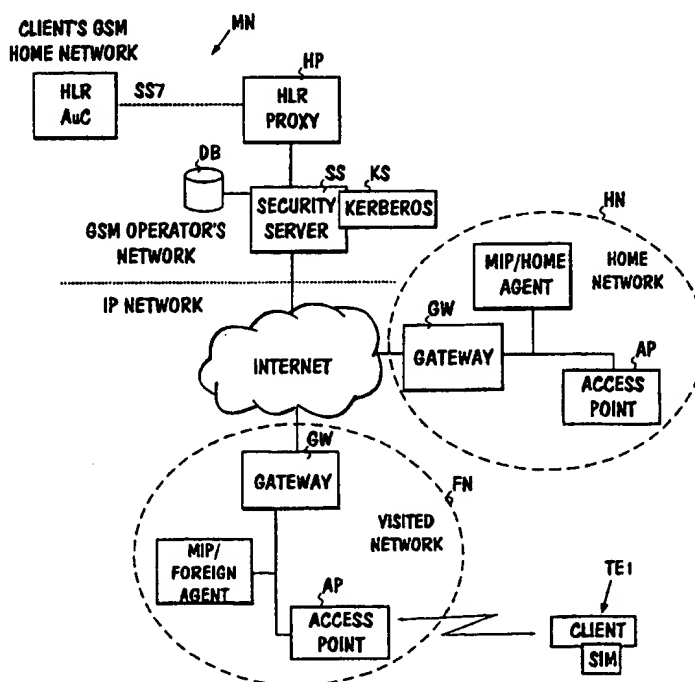 CLIENT'S GSM
HOME NETWORK
MN
HLR
AuC
SS7
HP
HLR
PROXY
DB
SS
KS
SECURITY
SERVER
KERBEROS
GSM OPERATOR'S
NETWORK
IP NETWORK
HN
MIP/HOME
AGENT
HOME
NETWORK
GW
GATEWAY
AP
ACCESS
POINT
INTERNET
GW
GATEWAY
FN
VISITED
NETWORK
MIP/
FOREIGN
AGENT
AP
ACCESS
POINT
TE1
CLIENT
SIM